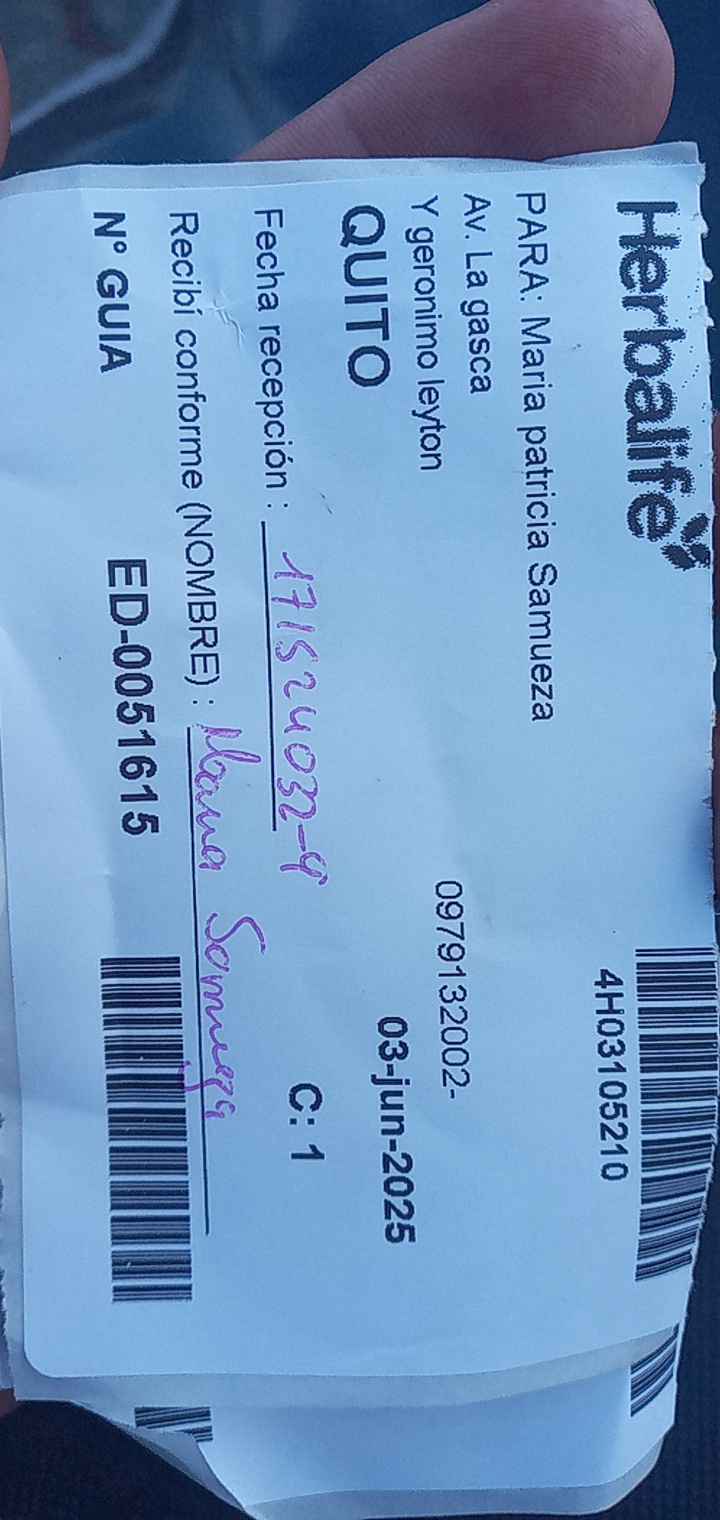 Herbalife
4H03105210
PARA: Maria patricia Samueza
Av. La gasca
Y geronimo leyton
0979132002-
QUITO
03-jun-2025
Fecha recepción : 171524032-9
C: 1
Recibí conforme (NOMBRE) : Maria Samueza
N° GUIA ED-0051615